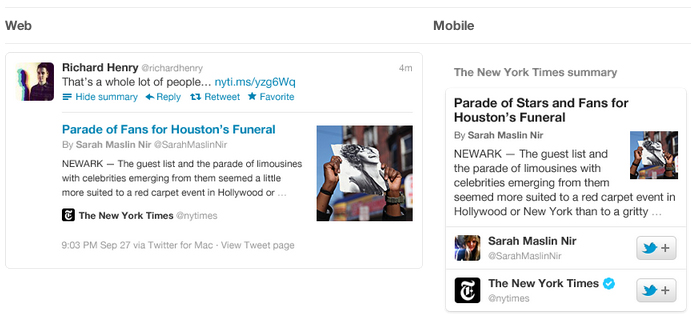 Web
Mobile
Richard Henry @richardhenry 4m
That's a whole lot of people... nyti.ms/yzg6Wq
Hide summary Reply Retweet Favorite
Parade of Fans for Houston's Funeral
By Sarah Maslin Nir @SarahMaslinNir
NEWARK — The guest list and the parade of limousines
with celebrities emerging from them seemed a little
more suited to a red carpet event in Hollywood or ...
The New York Times @nytimes
9:03 PM Sep 27 via Twitter for Mac · View Tweet page
The New York Times summary
Parade of Stars and Fans for
Houston's Funeral
By Sarah Maslin Nir
NEWARK — The guest list and
the parade of limousines with
celebrities emerging from them
seemed more suited to a red carpet event in
Hollywood or New York than to a gritty ...
Sarah Maslin Nir
@SarahMaslinNir
+
The New York Times
@nytimes
+